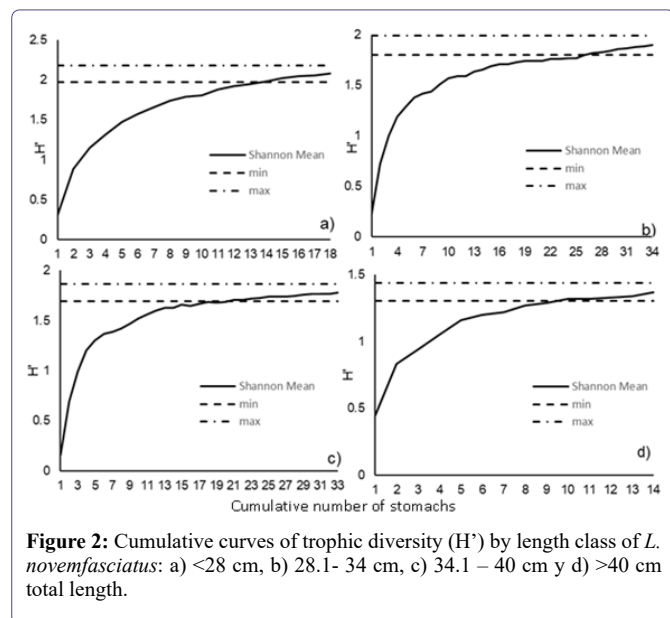 2.5
2
1.5
1
0.5
0
H'
Shannon Mean
min
max
a)
1 2 3 4 5 6 7 8 9 10 11 12 13 14 15 16 17 18
2
1.5
1
0.5
0
H'
Shannon Mean
min
max
b)
1 4 7 10 13 16 19 22 25 28 31 34
2
1.5
1
0.5
0
H'
Shannon Mean
min
max
c)
1 3 5 7 9 11 13 15 17 19 21 23 25 27 29 31 33
1.5
1
0.5
0
H'
Shannon Mean
min
max
d)
1 2 3 4 5 6 7 8 9 10 11 12 13 14
Cumulative number of stomachs
Figure 2: Cumulative curves of trophic diversity (H’) by length class of L.
novemfasciatus: a) <28 cm, b) 28.1- 34 cm, c) 34.1 – 40 cm y d) >40 cm
total length.